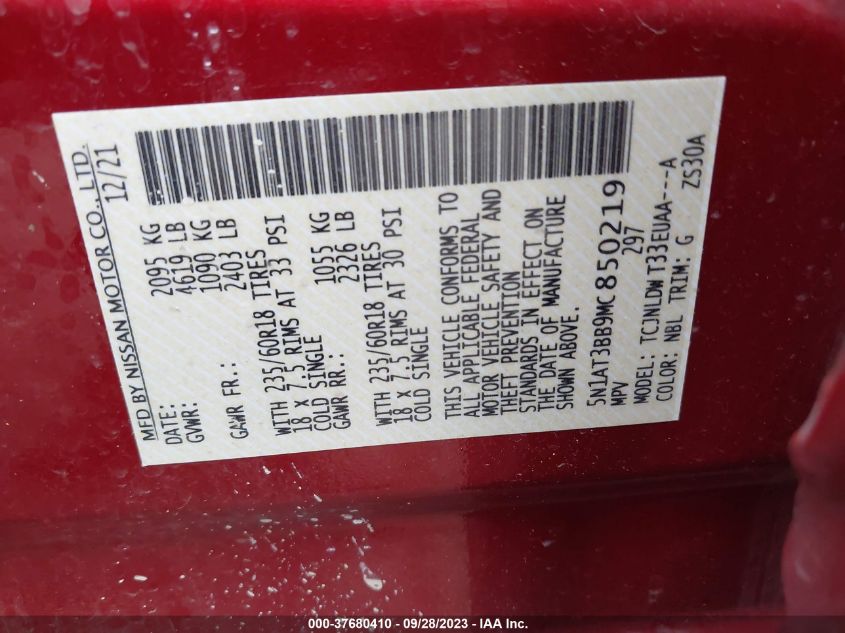 MFD BY NISSAN MOTOR CO., LTD.
DATE: 12/21
GVWR: 2095 KG
4619 LB
GAWR FR.: 1090 KG
2403 LB
WITH 235/60R18 TIRES
18 X 7.5 RIMS AT 33 PSI
COLD SINGLE
GAWR RR.: 1055 KG
2326 LB
WITH 235/60R18 TIRES
18 X 7.5 RIMS AT 30 PSI
COLD SINGLE
THIS VEHICLE CONFORMS TO
ALL APPLICABLE FEDERAL
MOTOR VEHICLE SAFETY AND
THEFT PREVENTION
STANDARDS IN EFFECT ON
THE DATE OF MANUFACTURE
SHOWN ABOVE.
5N1AT3BB9MC850219
MPV 297
MODEL: TCJNLDWT33EUAA---A
COLOR: NBL TRIM: G ZS30A
000-37680410 - 09/28/2023 - IAA Inc.